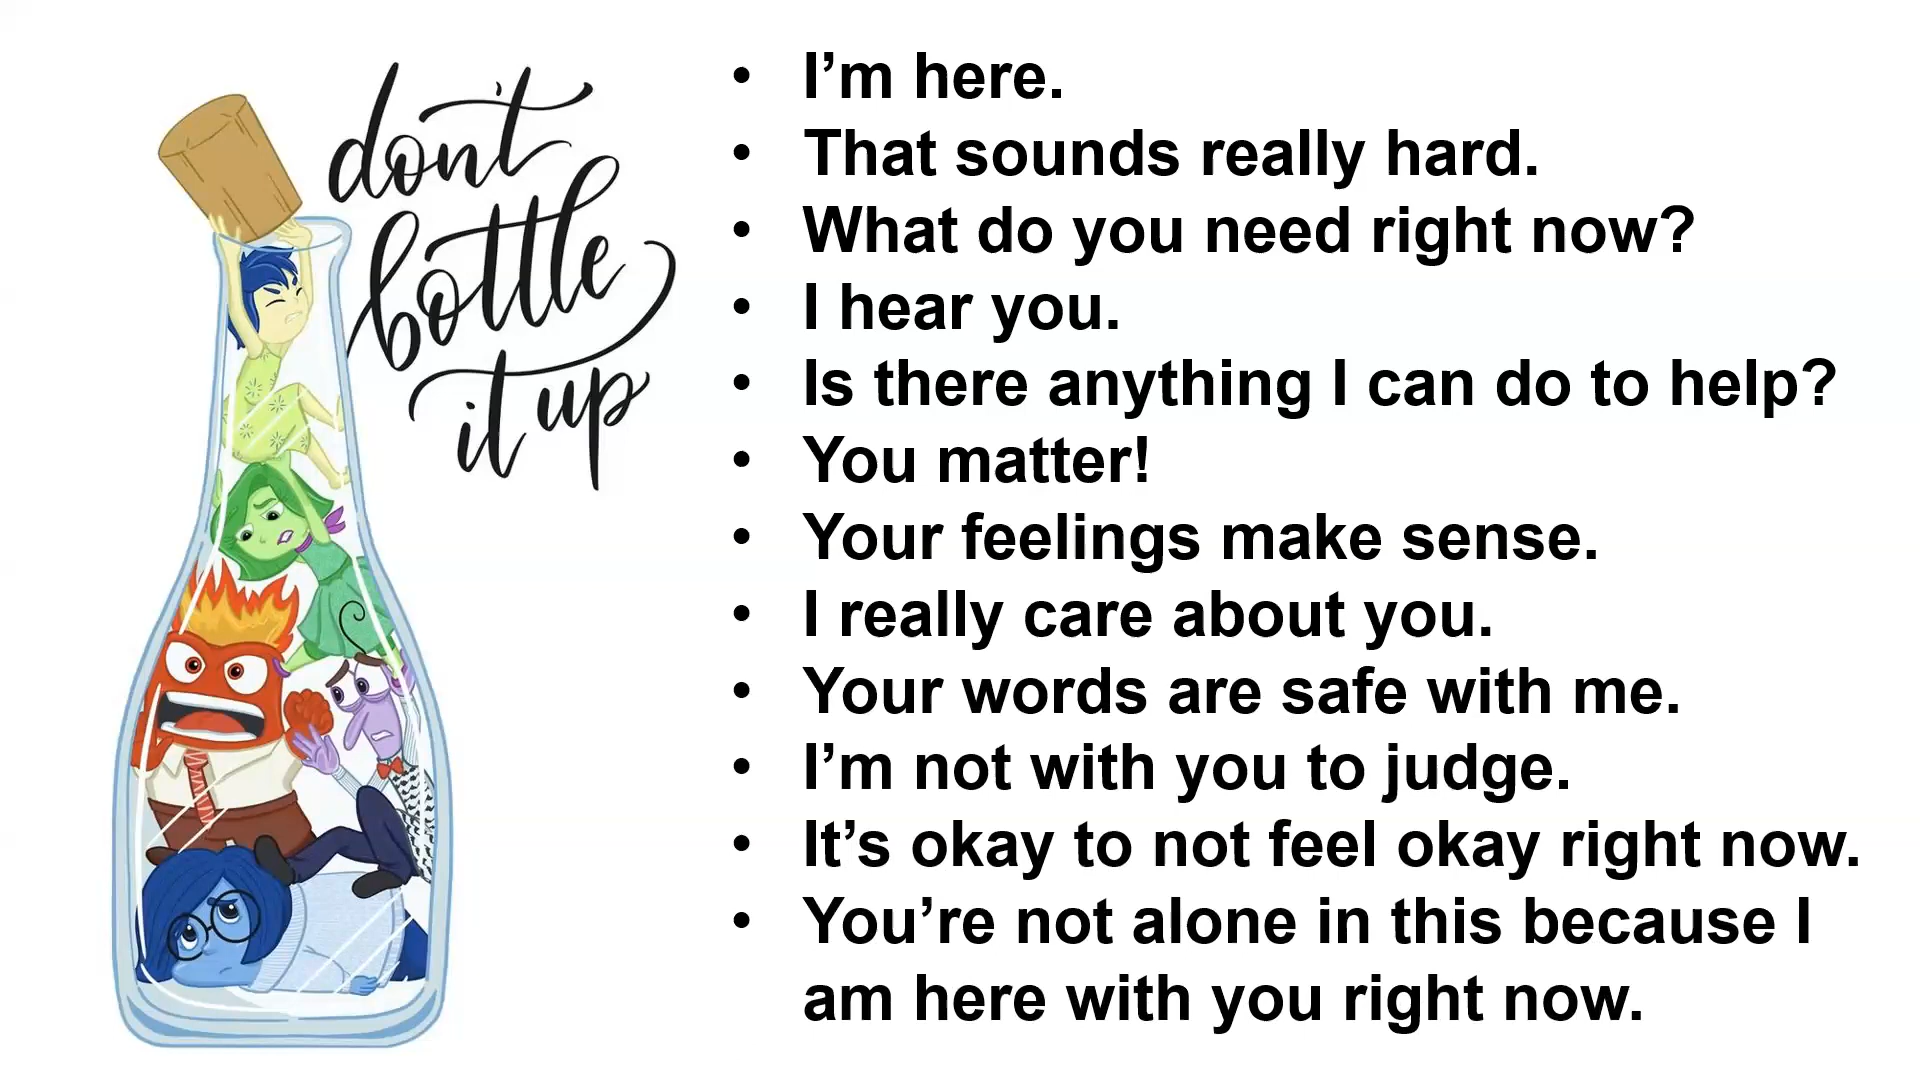 don't
bottle
it up
• I’m here.
• That sounds really hard.
• What do you need right now?
• I hear you.
• Is there anything I can do to help?
• You matter!
• Your feelings make sense.
• I really care about you.
• Your words are safe with me.
• I’m not with you to judge.
• It’s okay to not feel okay right now.
• You’re not alone in this because I
am here with you right now.